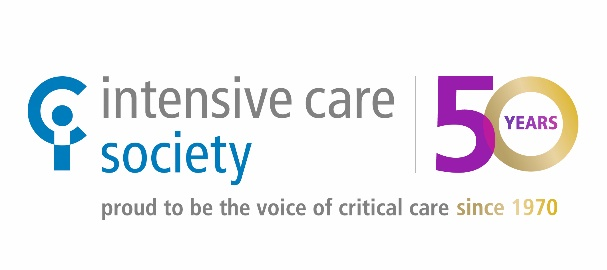 intensive care
society
50
YEARS
proud to be the voice of critical care since 1970